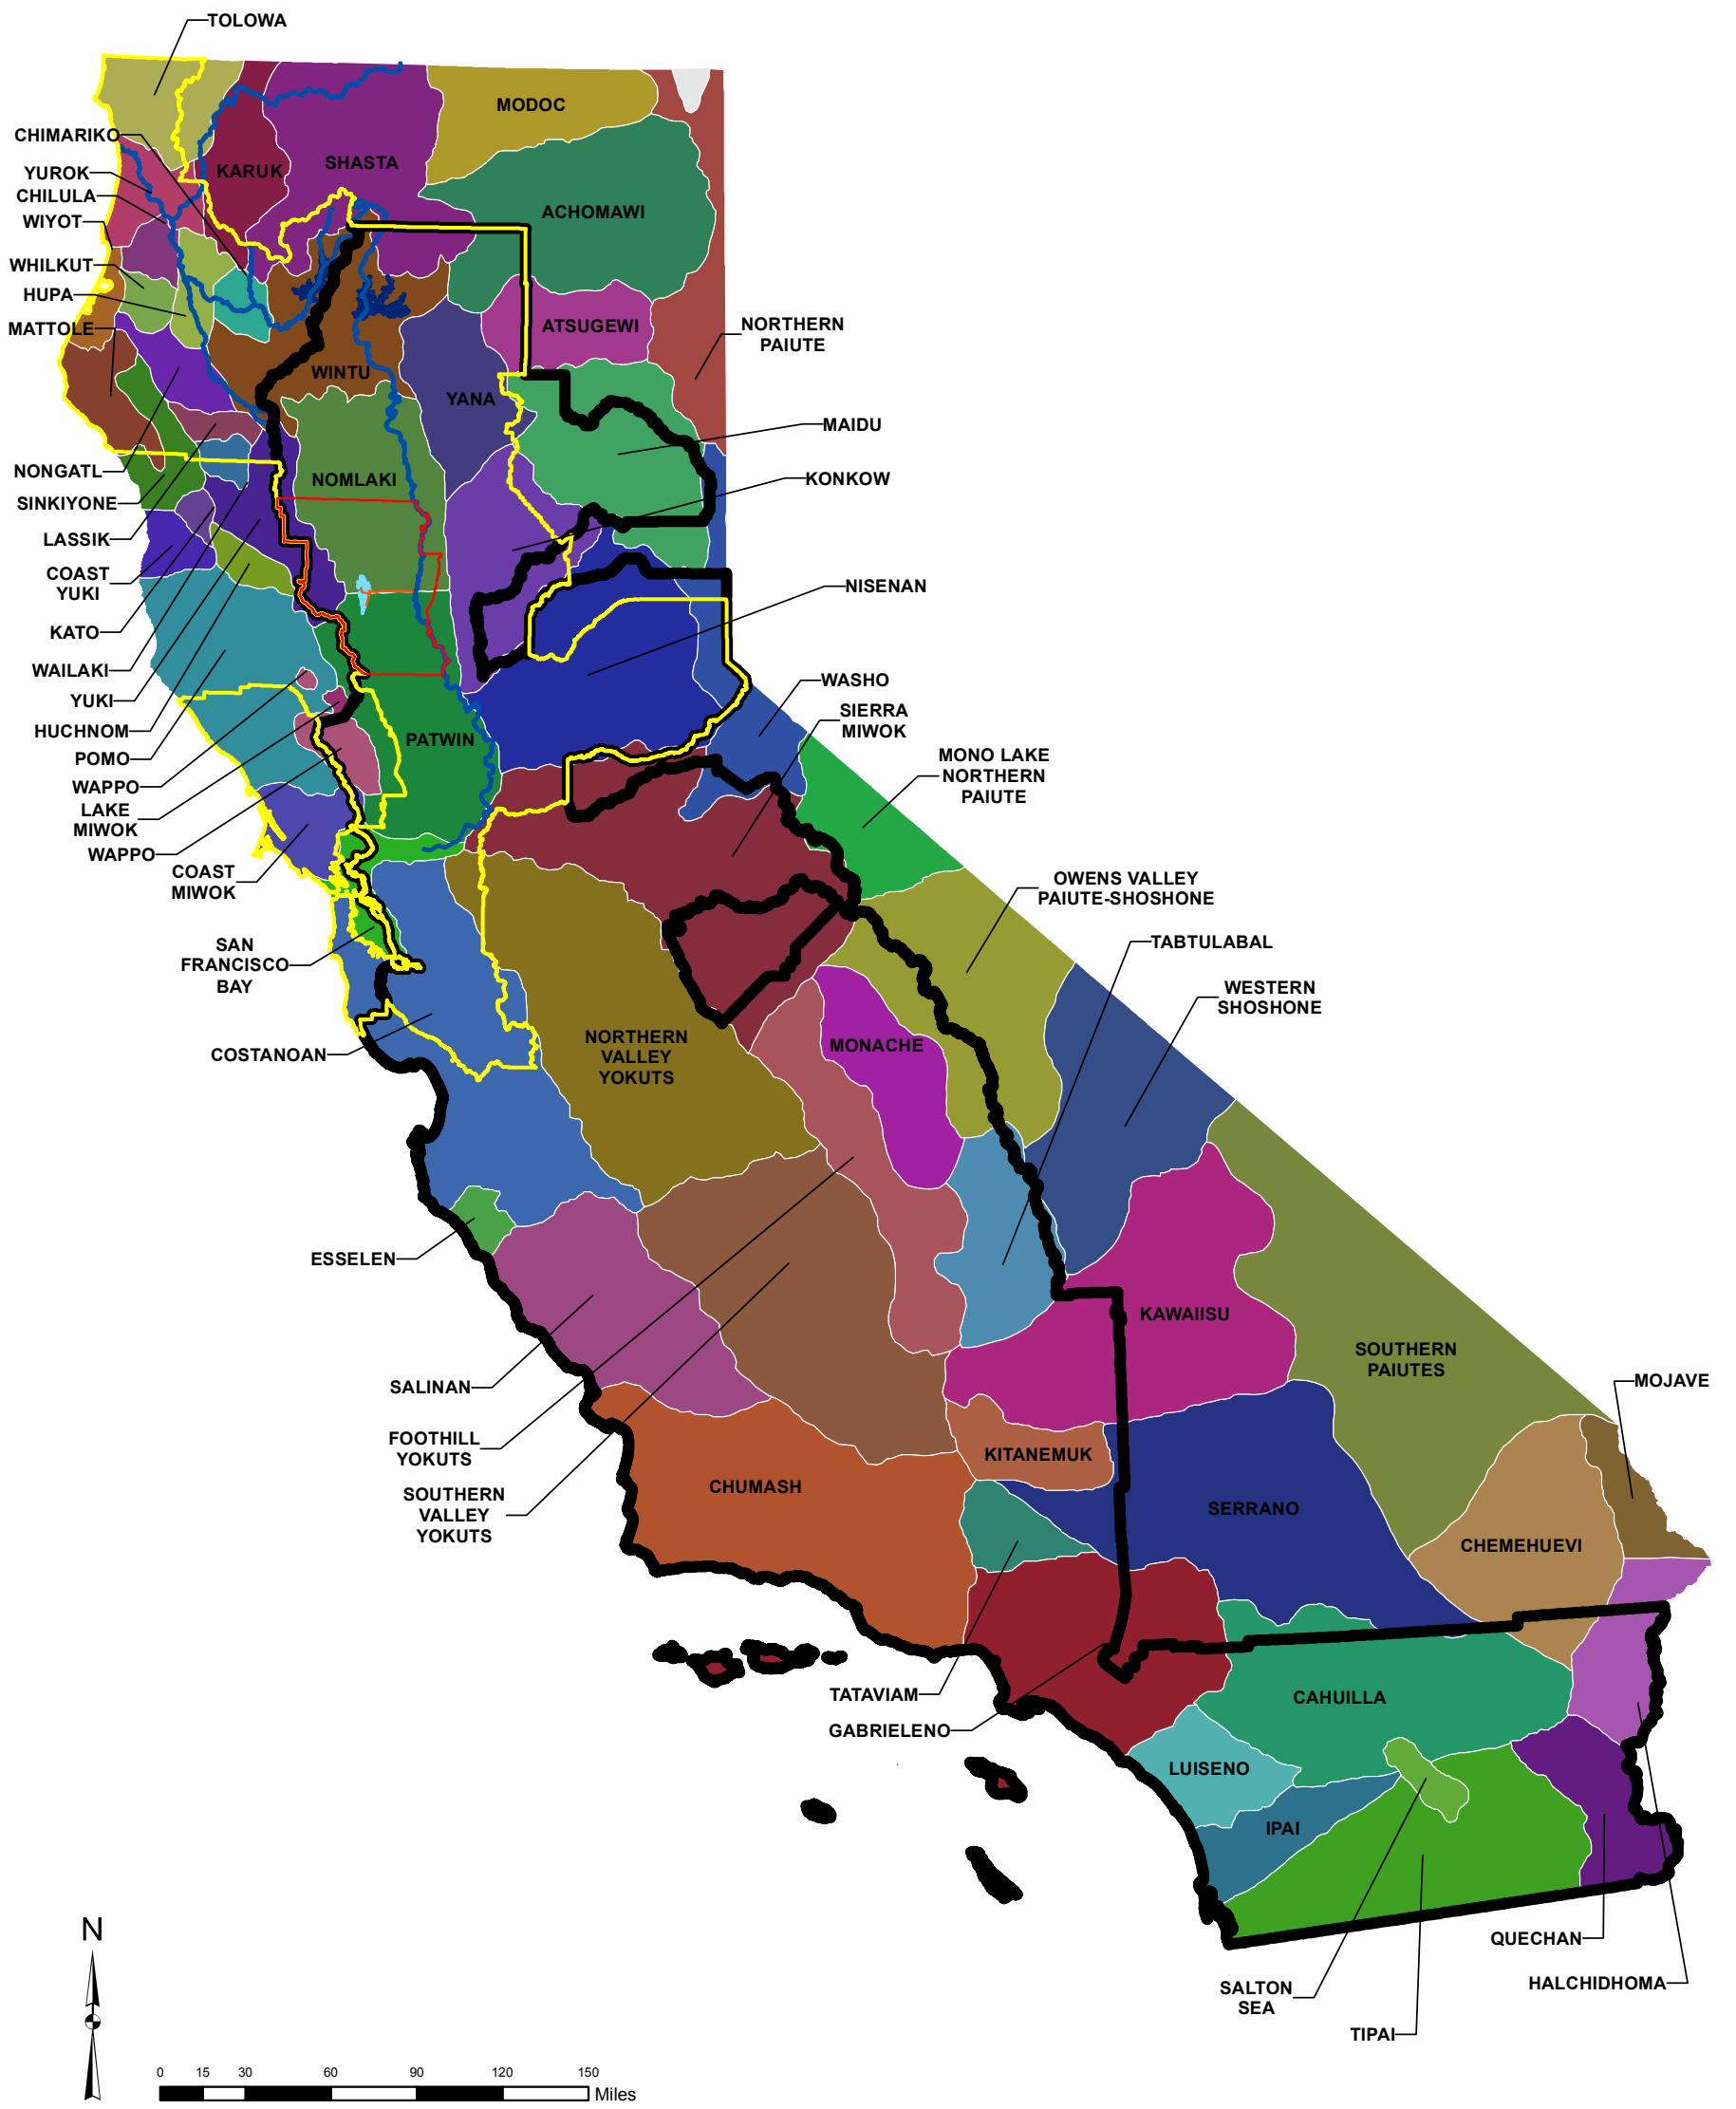 TOLOWA
MODOC
CHIMARIKO
SHASTA
YUROK
KARUK
CHILULA
ACHOMAWI
WIYOT
WHILKUT
HUPA
MATTOLE
ATSUGEWI
NORTHERN
PAIUTE
WINTU
YANA
MAIDU
NONGATL
NOMLAKI
KONKOW
SINKIYONE
LASSIK
COAST
YUKI
NISENAN
KATO
WAILAKI
WASHO
YUKI
SIERRA
MIWOK
HUCHNOM
PATWIN
POMO
MONO LAKE
NORTHERN
PAIUTE
WAPPO
LAKE
MIWOK
WAPPO
COAST
MIWOK
OWENS VALLEY
PAIUTE-SHOSHONE
SAN
FRANCISCO
BAY
TABTULABAL
WESTERN
SHOSHONE
COSTANOAN
NORTHERN
VALLEY
YOKUTS
MONACHE
ESSELEN
KAWAIISU
SOUTHERN
PAIUTES
SALINAN
MOJAVE
FOOTHILL
YOKUTS
KITANEMUK
CHUMASH
SOUTHERN
VALLEY
YOKUTS
SERRANO
CHEMEHUEVI
TATAVIAM
CAHUILLA
GABRIELENO
LUISENO
IPAI
N
QUECHAN
HALCHIDHOMA
SALTON
SEA
TIPAI
0 15 30 60 90 120 150
Miles